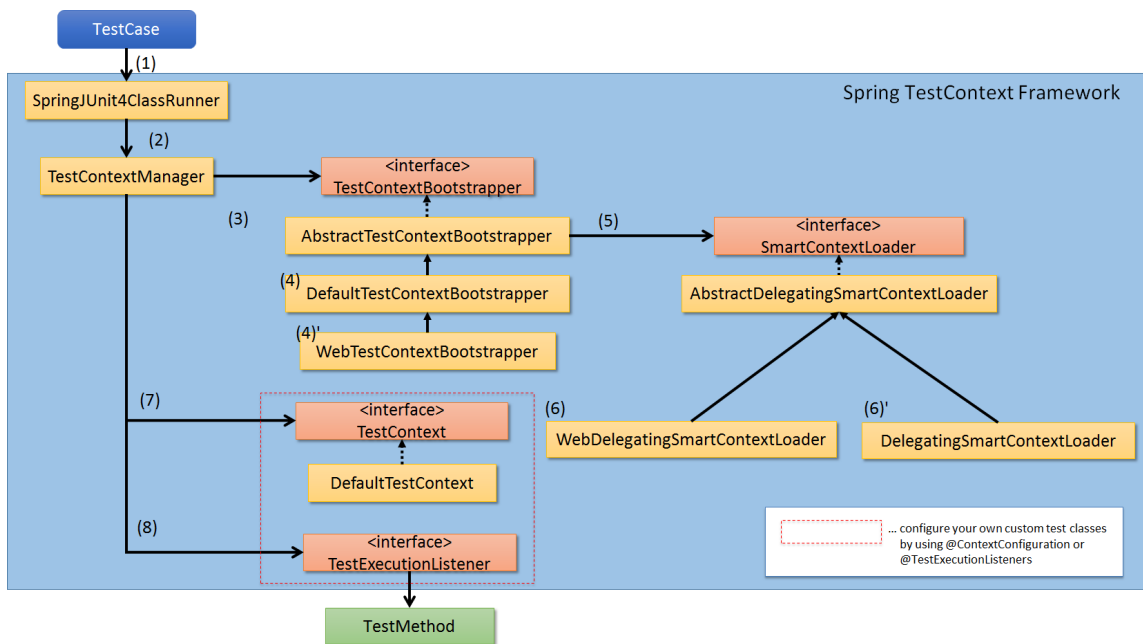 TestCase
(1)
Spring TestContext Framework
SpringJUnit4ClassRunner
(2)
TestContextManager
<interface>
TestContextBootstrapper
(3)
AbstractTestContextBootstrapper
(5)
<interface>
SmartContextLoader
(4)
DefaultTestContextBootstrapper
AbstractDelegatingSmartContextLoader
(4)'
WebTestContextBootstrapper
(7)
<interface>
TestContext
(6)
WebDelegatingSmartContextLoader
(6)'
DelegatingSmartContextLoader
DefaultTestContext
(8)
<interface>
TestExecutionListener
... configure your own custom test classes
by using @ContextConfiguration or
@TestExecutionListeners
TestMethod